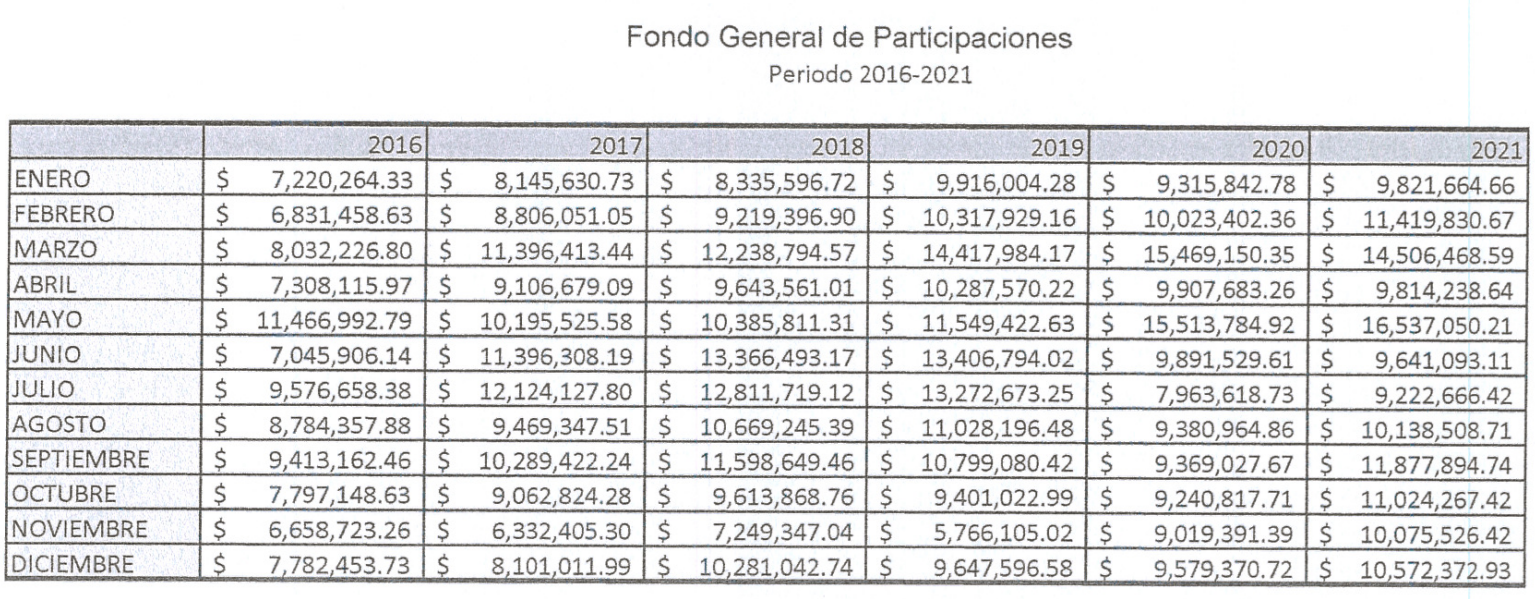 Fondo General de Participaciones
Periodo 2016-2021
2016 2017 2018 2019 2020 2021
ENERO $ 7,220,264.33 $ 8,145,630.73 $ 8,335,596.72 $ 9,916,004.28 $ 9,315,842.78 $ 9,821,664.66
FEBRERO $ 6,831,458.63 $ 8,806,051.05 $ 9,219,396.90 $ 10,317,929.16 $ 10,023,402.36 $ 11,419,830.67
MARZO $ 8,032,226.80 $ 11,396,413.44 $ 12,238,794.57 $ 14,417,984.17 $ 15,469,150.35 $ 14,506,468.59
ABRIL $ 7,308,115.97 $ 9,106,679.09 $ 9,643,561.01 $ 10,287,570.22 $ 9,907,683.26 $ 9,814,238.64
MAYO $ 11,466,992.79 $ 10,195,525.58 $ 10,385,811.31 $ 11,549,422.63 $ 15,513,784.92 $ 16,537,050.21
JUNIO $ 7,045,906.14 $ 11,396,308.19 $ 13,366,493.17 $ 13,406,794.02 $ 9,891,529.61 $ 9,641,093.11
JULIO $ 9,576,658.38 $ 12,124,127.80 $ 12,811,719.12 $ 13,272,673.25 $ 7,963,618.73 $ 9,222,666.42
AGOSTO $ 8,784,357.88 $ 9,469,347.51 $ 10,669,245.39 $ 11,028,196.48 $ 9,380,964.86 $ 10,138,508.71
SEPTIEMBRE $ 9,413,162.46 $ 10,289,422.24 $ 11,598,649.46 $ 10,799,080.42 $ 9,369,027.67 $ 11,877,894.74
OCTUBRE $ 7,797,148.63 $ 9,062,824.28 $ 9,613,868.76 $ 9,401,022.99 $ 9,240,817.71 $ 11,024,267.42
NOVIEMBRE $ 6,658,723.26 $ 6,332,405.30 $ 7,249,347.04 $ 5,766,105.02 $ 9,019,391.39 $ 10,075,526.42
DICIEMBRE $ 7,782,453.73 $ 8,101,011.99 $ 10,281,042.74 $ 9,647,596.58 $ 9,579,370.72 $ 10,572,372.93